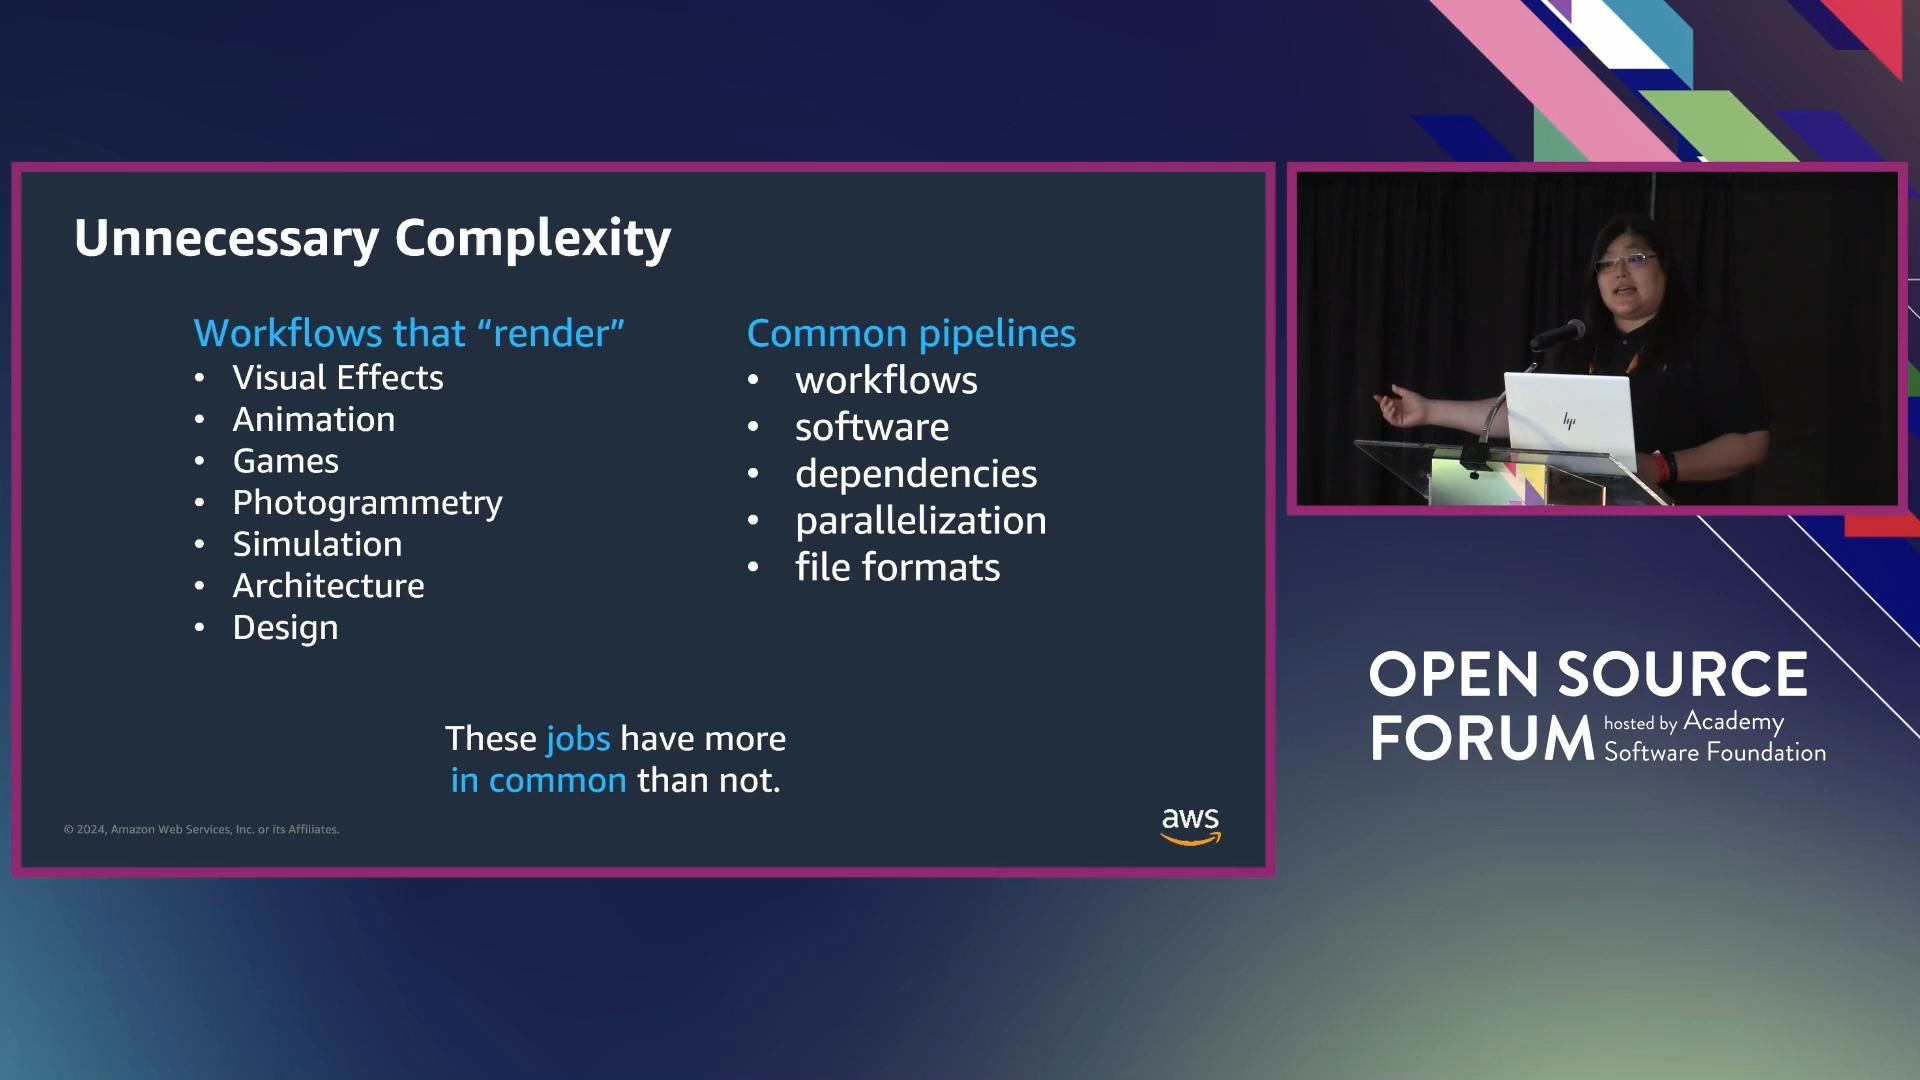 Unnecessary Complexity
Workflows that “render”
• Visual Effects
• Animation
• Games
• Photogrammetry
• Simulation
• Architecture
• Design
Common pipelines
• workflows
• software
• dependencies
• parallelization
• file formats
These jobs have more
in common than not.
© 2024, Amazon Web Services, Inc. or its Affiliates.
aws
hp
OPEN SOURCE
FORUM hosted by Academy
Software Foundation